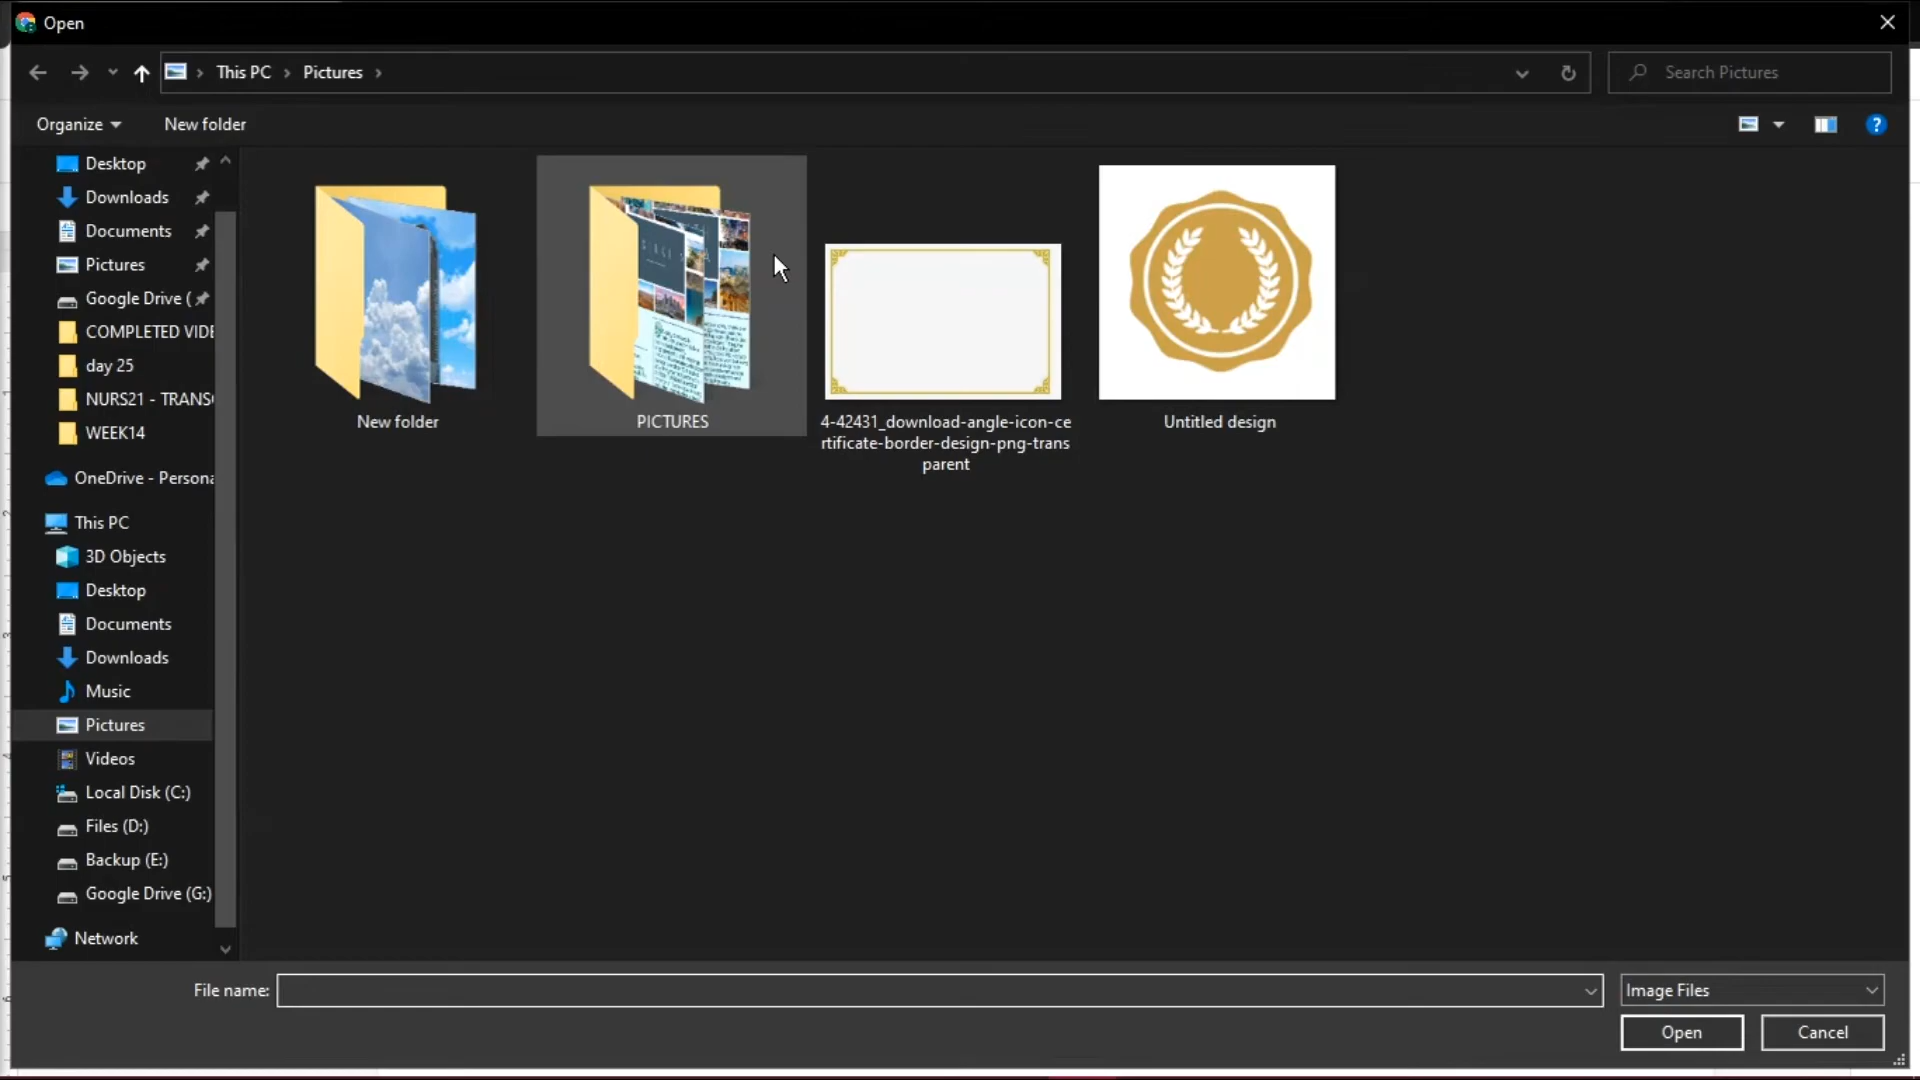 Open
This PC
Pictures
Search Pictures
Organize
New folder
Desktop
Downloads
Documents
Pictures
Google Drive (
COMPLETED VIDE
day 25
NURS21 - TRANS
WEEK14
OneDrive - Persona
This PC
3D Objects
Desktop
Documents
Downloads
Music
Pictures
Videos
Local Disk (C:)
Files (D:)
Backup (E:)
Google Drive (G:)
Network
New folder
PICTURES
4-42431_download-angle-icon-ce
rtificate-border-design-png-trans
parent
Untitled design
File name:
Image Files
Open
Cancel